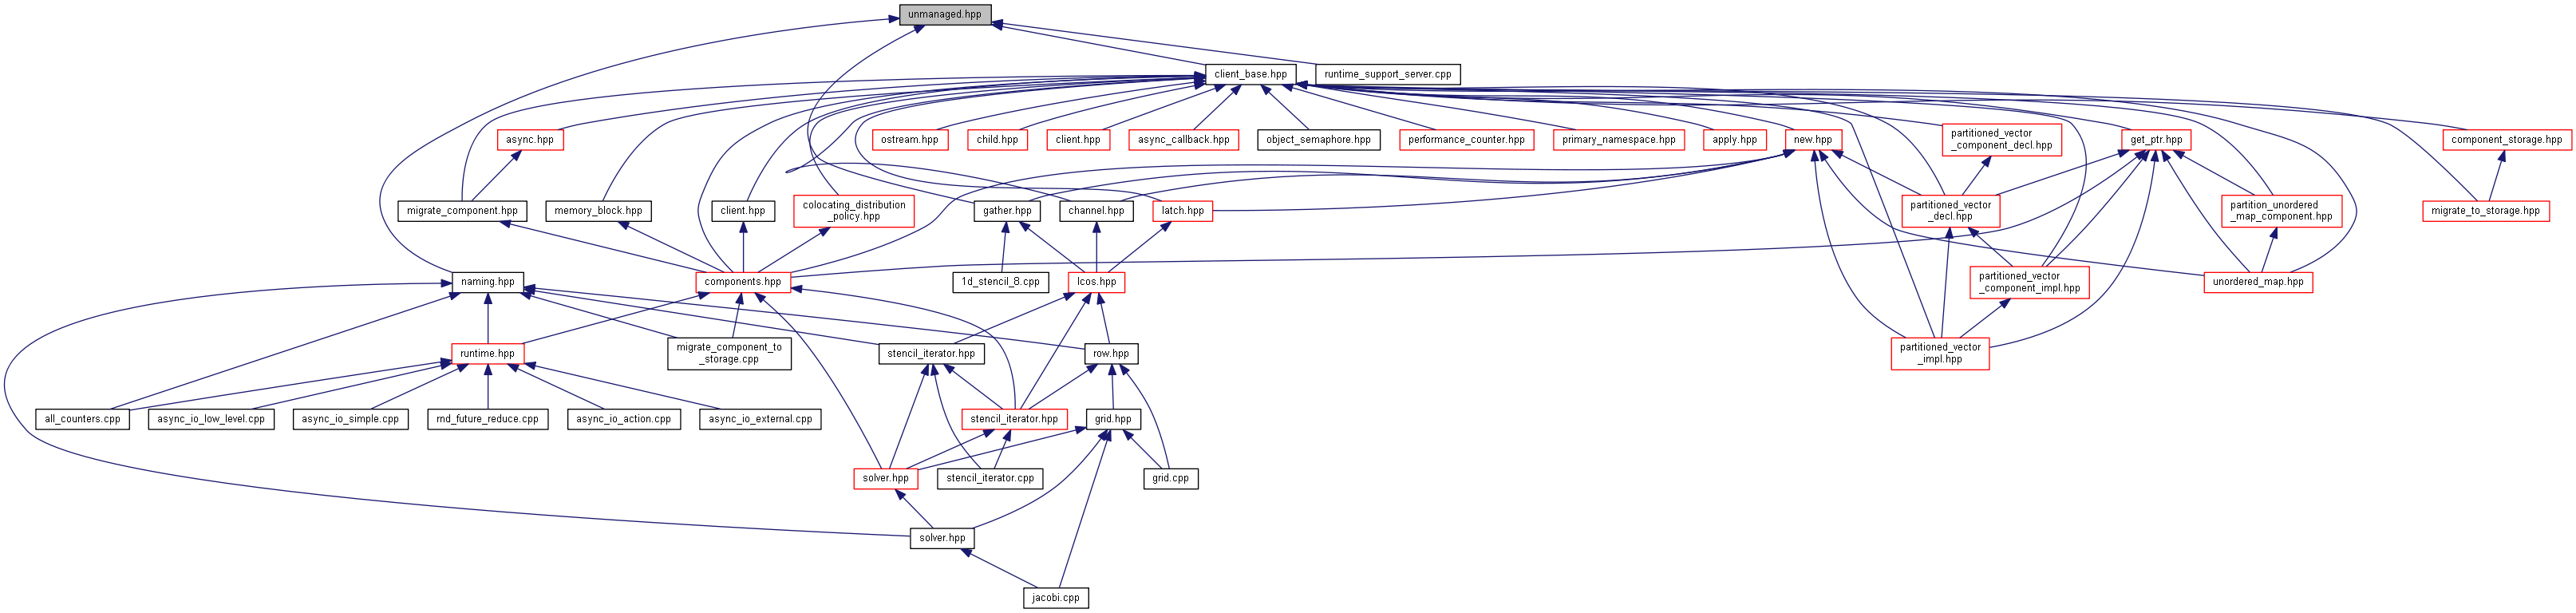 unmanaged.hpp
client_base.hpp
runtime_support_server.cpp
async.hpp
ostream.hpp
child.hpp
client.hpp
async_callback.hpp
object_semaphore.hpp
performance_counter.hpp
primary_namespace.hpp
apply.hpp
new.hpp
partitioned_vector
_component_decl.hpp
get_ptr.hpp
component_storage.hpp
migrate_component.hpp
memory_block.hpp
client.hpp
colocating_distribution
_policy.hpp
gather.hpp
channel.hpp
latch.hpp
partitioned_vector
_decl.hpp
partition_unordered
_map_component.hpp
migrate_to_storage.hpp
naming.hpp
components.hpp
1d_stencil_8.cpp
lcos.hpp
partitioned_vector
_component_impl.hpp
unordered_map.hpp
runtime.hpp
migrate_component_to
_storage.cpp
stencil_iterator.hpp
row.hpp
partitioned_vector
_impl.hpp
all_counters.cpp
async_io_low_level.cpp
async_io_simple.cpp
rnd_future_reduce.cpp
async_io_action.cpp
async_io_external.cpp
stencil_iterator.hpp
grid.hpp
solver.hpp
stencil_iterator.cpp
grid.cpp
solver.hpp
jacobi.cpp